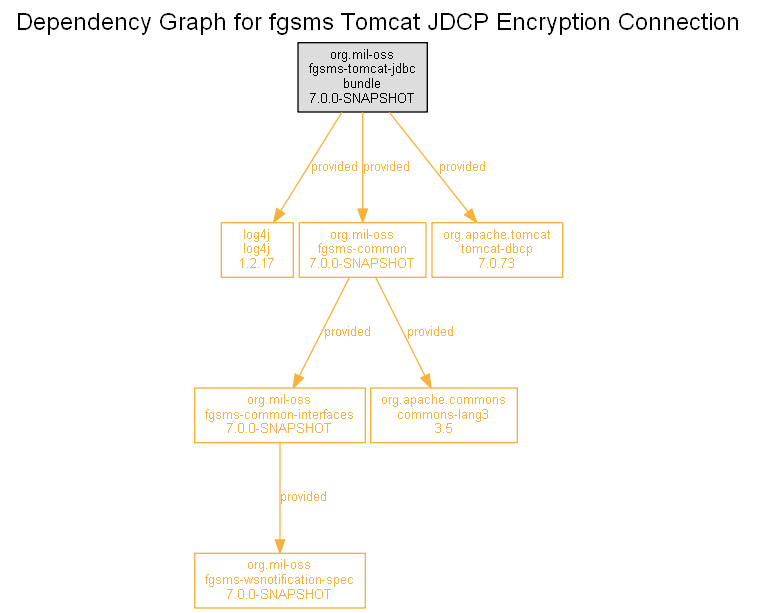 Dependency Graph for fgsms Tomcat JDCP Encryption Connection
org.mil-oss
fgsms-tomcat-jdbc
bundle
7.0.0-SNAPSHOT
provided
provided
provided
log4j
log4j
1.2.17
org.mil-oss
fgsms-common
7.0.0-SNAPSHOT
org.apache.tomcat
tomcat-dbcp
7.0.73
provided
provided
org.mil-oss
fgsms-common-interfaces
7.0.0-SNAPSHOT
org.apache.commons
commons-lang3
3.5
provided
org.mil-oss
fgsms-wsnotification-spec
7.0.0-SNAPSHOT